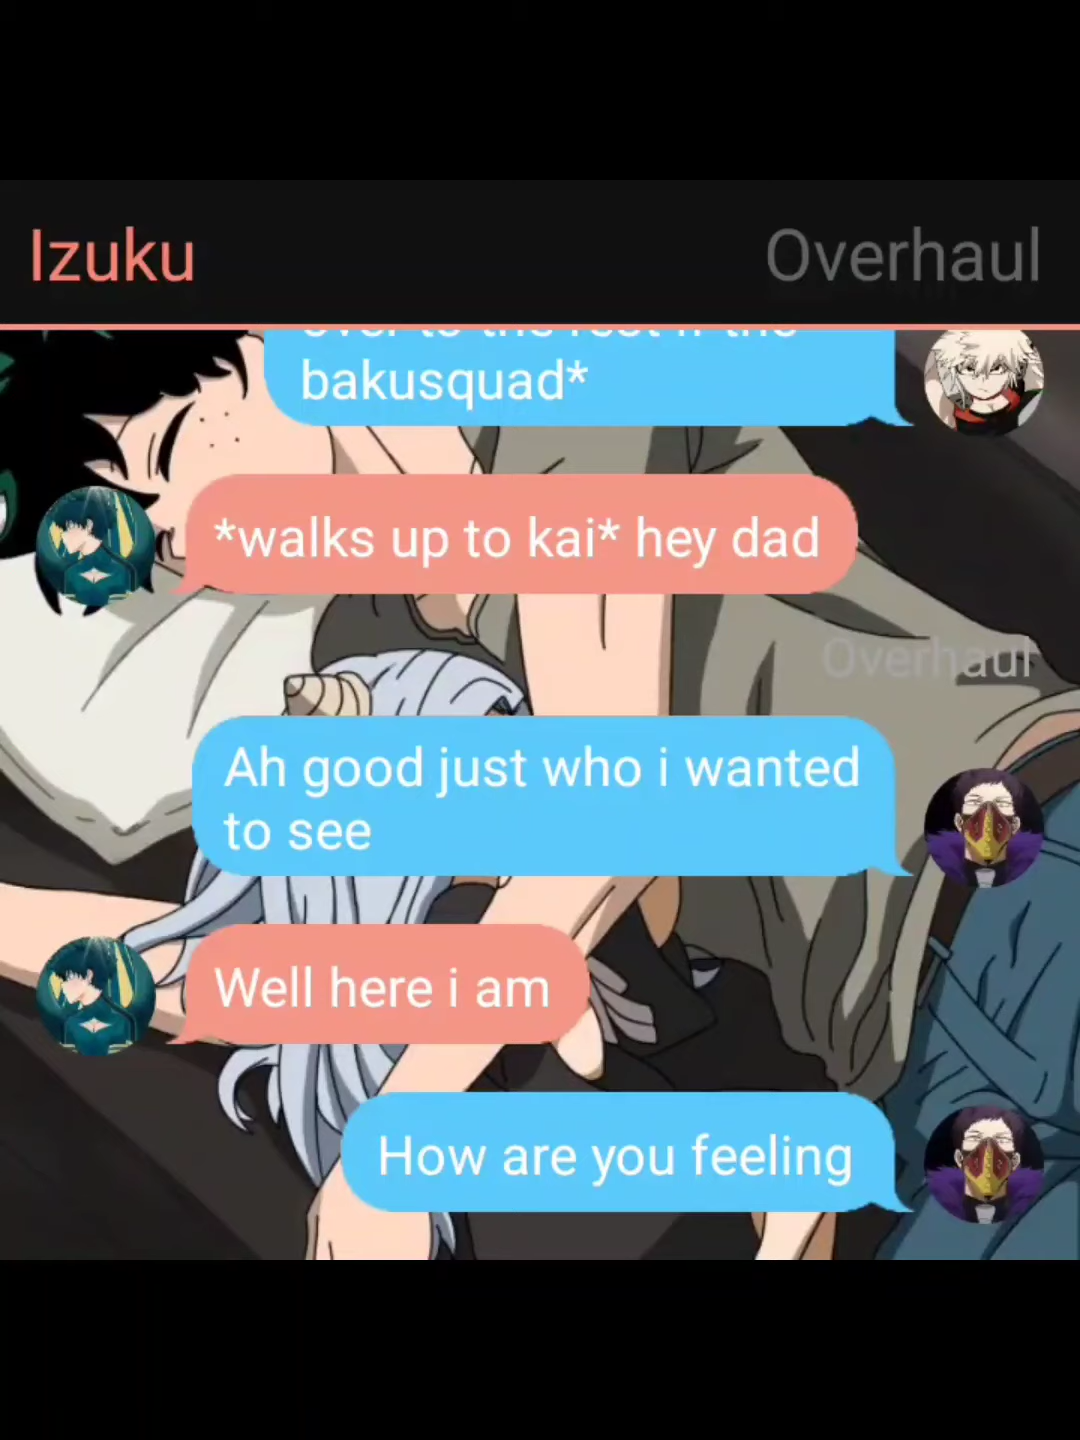 Izuku
Overhaul
bakusquad*
*walks up to kai* hey dad
Overhaul
Ah good just who i wanted
to see
Well here i am
How are you feeling